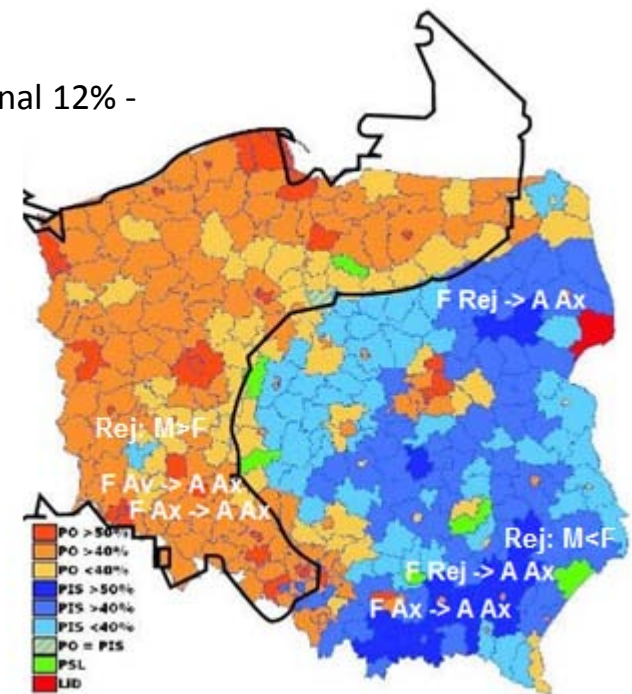 nal 12% -
F Rej -> A Ax
Rej: M>F
F Av -> A Ax
F Ax -> A Ax
Rej: M<F
F Rej -> A Ax
F Ax -> A Ax
PO >50%
PO >40%
PO <40%
PIS >50%
PIS >40%
PIS <40%
PO = PIS
PSL
LiD